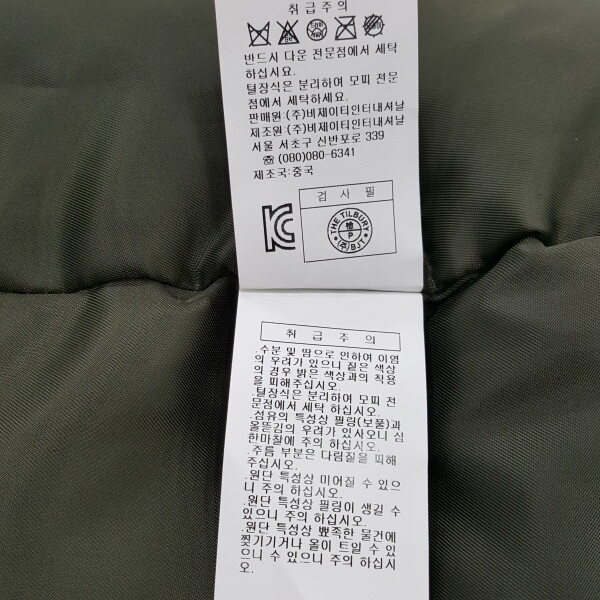 취급주의
반드시 다운 전문점에서 세탁
하십시요.
털장식은 분리하여 모피 전문
점에서 세탁하세요.
판매원 (주)비제이티인터내셔날
제조원 (주)비제이티인터내셔날
서울 서초구 신반포로 339
☎ (080)080-6341
제조국:중국
검사필
THE TILBURY
檢
P
(주)BJT
취급주의
.수분 및 땀으로 인하여 이염
의 우려가 있으니 짙은 색상
의 경우 밝은 색상과의 착용
을 피해주십시오.
.털장식은 분리하여 모피 전
문점에서 세탁 하십시오.
.섬유의 특성상 필링(보풀)과
올뜯김의 우려가 있사오니 심
한마찰에 주의 하십시오.
.주름 부분은 다림질을 피해
주십시오.
.원단 특성상 미어질 수 있으
니 주의 하십시오.
.원단 특성상 필링이 생길 수
있으니 주의 하십시오.
.원단 특성상 뾰족한 물건에
찢기기거나 올이 트일 수 있
으니 수 있으니 주의 하십시오